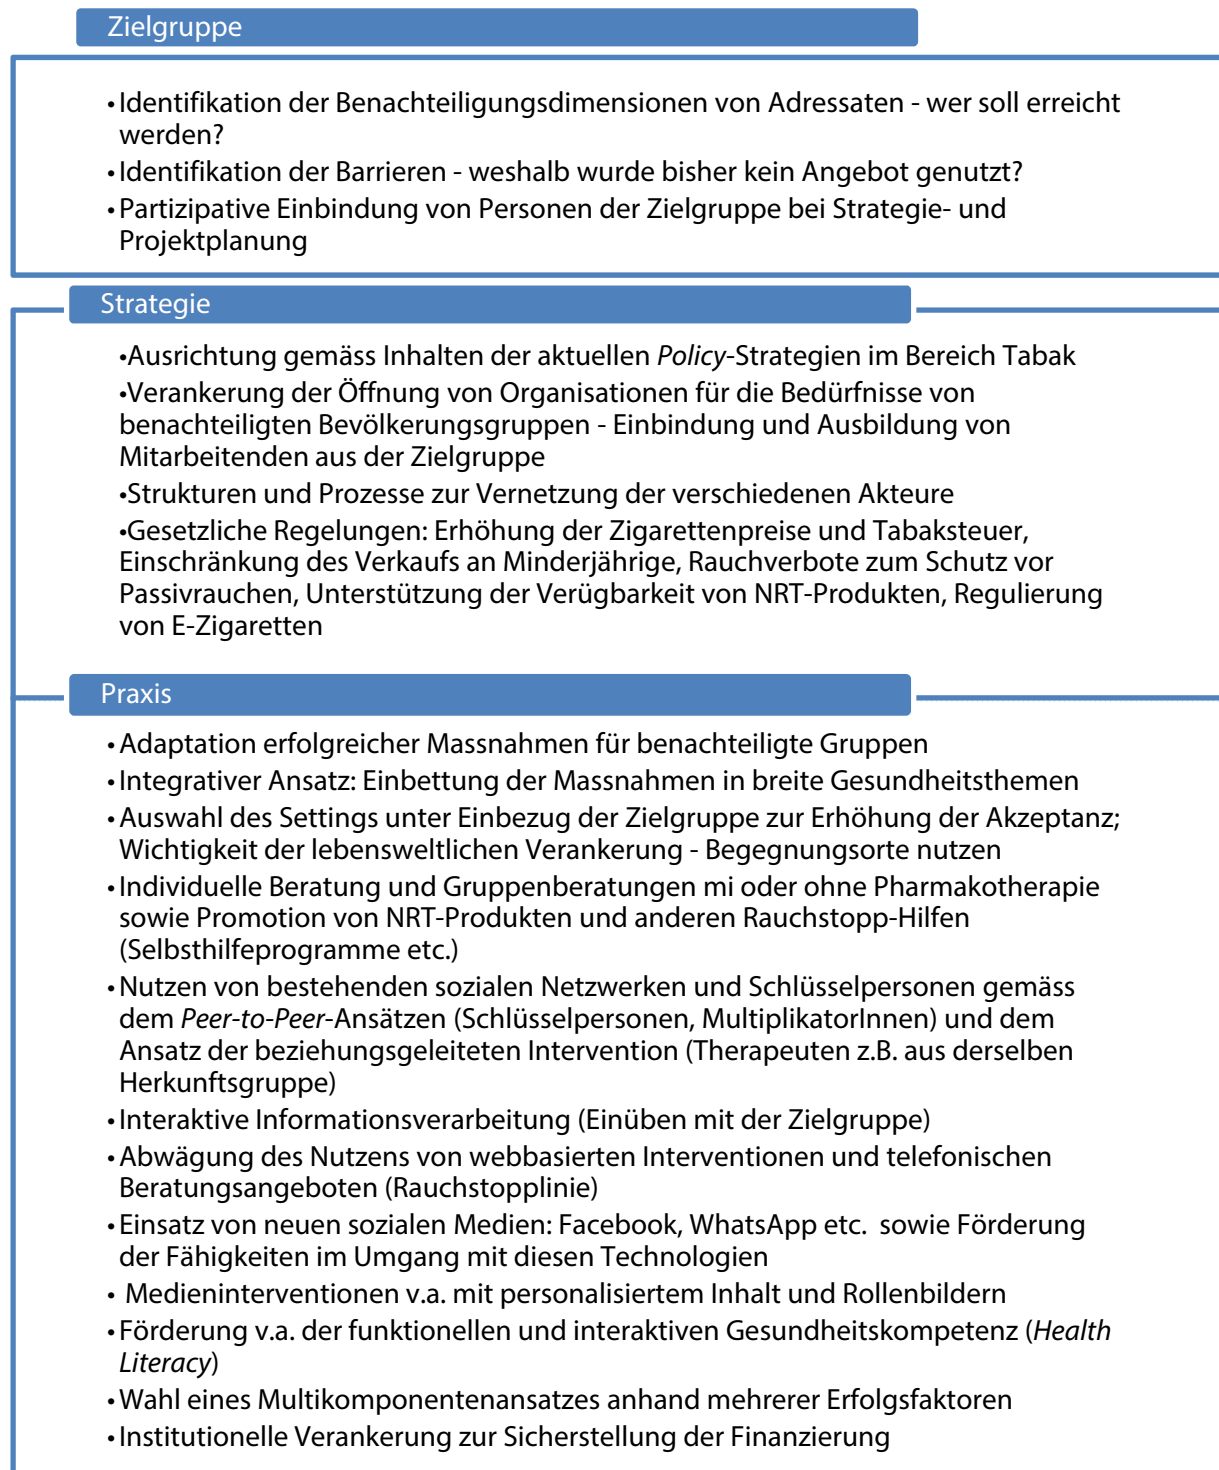 Zielgruppe
•Identifikation der Benachteiligungsdimensionen von Adressaten - wer soll erreicht
werden?
•Identifikation der Barrieren - weshalb wurde bisher kein Angebot genutzt?
•Partizipative Einbindung von Personen der Zielgruppe bei Strategie- und
Projektplanung
Strategie
•Ausrichtung gemäss Inhalten der aktuellen Policy-Strategien im Bereich Tabak
•Verankerung der Öffnung von Organisationen für die Bedürfnisse von
benachteiligten Bevölkerungsgruppen - Einbindung und Ausbildung von
Mitarbeitenden aus der Zielgruppe
•Strukturen und Prozesse zur Vernetzung der verschiedenen Akteure
•Gesetzliche Regelungen: Erhöhung der Zigarettenpreise und Tabaksteuer,
Einschränkung des Verkaufs an Minderjährige, Rauchverbote zum Schutz vor
Passivrauchen, Unterstützung der Verügbarkeit von NRT-Produkten, Regulierung
von E-Zigaretten
Praxis
•Adaptation erfolgreicher Massnahmen für benachteiligte Gruppen
•Integrativer Ansatz: Einbettung der Massnahmen in breite Gesundheitsthemen
•Auswahl des Settings unter Einbezug der Zielgruppe zur Erhöhung der Akzeptanz;
Wichtigkeit der lebensweltlichen Verankerung - Begegnungsorte nutzen
•Individuelle Beratung und Gruppenberatungen mi oder ohne Pharmakotherapie
sowie Promotion von NRT-Produkten und anderen Rauchstopp-Hilfen
(Selbsthilfeprogramme etc.)
•Nutzen von bestehenden sozialen Netzwerken und Schlüsselpersonen gemäss
dem Peer-to-Peer-Ansätzen (Schlüsselpersonen, MultiplikatorInnen) und dem
Ansatz der beziehungsgeleiteten Intervention (Therapeuten z.B. aus derselben
Herkunftsgruppe)
•Interaktive Informationsverarbeitung (Einüben mit der Zielgruppe)
•Abwägung des Nutzens von webbasierten Interventionen und telefonischen
Beratungsangeboten (Rauchstopplinie)
•Einsatz von neuen sozialen Medien: Facebook, WhatsApp etc. sowie Förderung
der Fähigkeiten im Umgang mit diesen Technologien
• Medieninterventionen v.a. mit personalisiertem Inhalt und Rollenbildern
•Förderung v.a. der funktionellen und interaktiven Gesundheitskompetenz (Health
Literacy)
•Wahl eines Multikomponentenansatzes anhand mehrerer Erfolgsfaktoren
•Institutionelle Verankerung zur Sicherstellung der Finanzierung